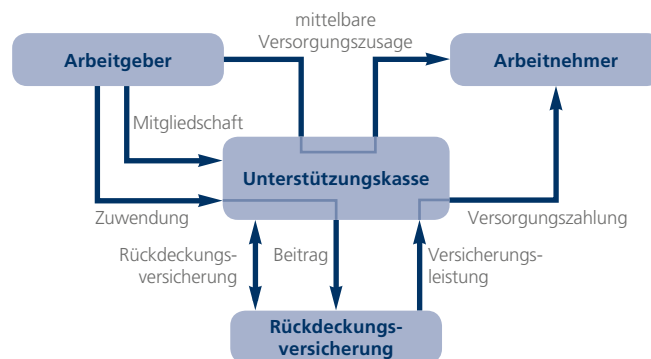 mittelbare
Versorgungszusage
Arbeitgeber
Arbeitnehmer
Mitgliedschaft
Unterstützungskasse
Zuwendung
Versorgungszahlung
Rückdeckungs-
versicherung
Beitrag
Versicherungs-
leistung
Rückdeckungs-
versicherung